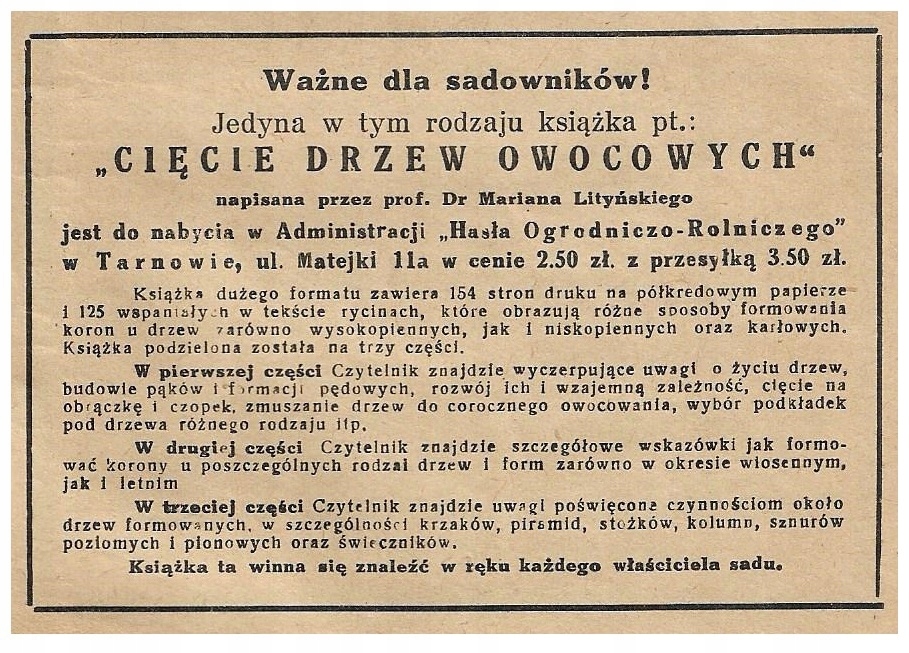 Ważne dla sadowników!
Jedyna w tym rodzaju książka pt.:
„CIĘCIE DRZEW OWOCOWYCH“
napisana przez prof. Dr Mariana Lityńskiego
jest do nabycia w Administracji „Hasła Ogrodniczo-Rolniczego”
w Tarnowie, ul. Matejki 11a w cenie 2.50 zł. z przesyłką 3.50 zł.
Książka dużego formatu zawiera 154 stron druku na półkredowym papierze
i 125 wspaniałych w tekście rycinach, które obrazują różne sposoby formowania
koron u drzew zarówno wysokopiennych, jak i niskopiennych oraz karłowych.
Książka podzielona została na trzy części.
W pierwszej części Czytelnik znajdzie wyczerpujące uwagi o życiu drzew,
budowie pąków i formacji pędowych, rozwój ich i wzajemną zależność, cięcie na
obrączkę i czopek, zmuszanie drzew do corocznego owocowania, wybór podkładek
pod drzewa różnego rodzaju itp.
W drugiej części Czytelnik znajdzie szczegółowe wskazówki jak formo-
wać korony u poszczególnych rodzai drzew i form zarówno w okresie wiosennym,
jak i letnim
W trzeciej części Czytelnik znajdzie uwagi poświęcone czynnościom około
drzew formowanych, w szczególności krzaków, piramid, stożków, kolumn, sznurów
poziomych i pionowych oraz świeczników.
Książka ta winna się znaleźć w ręku każdego właściciela sadu.